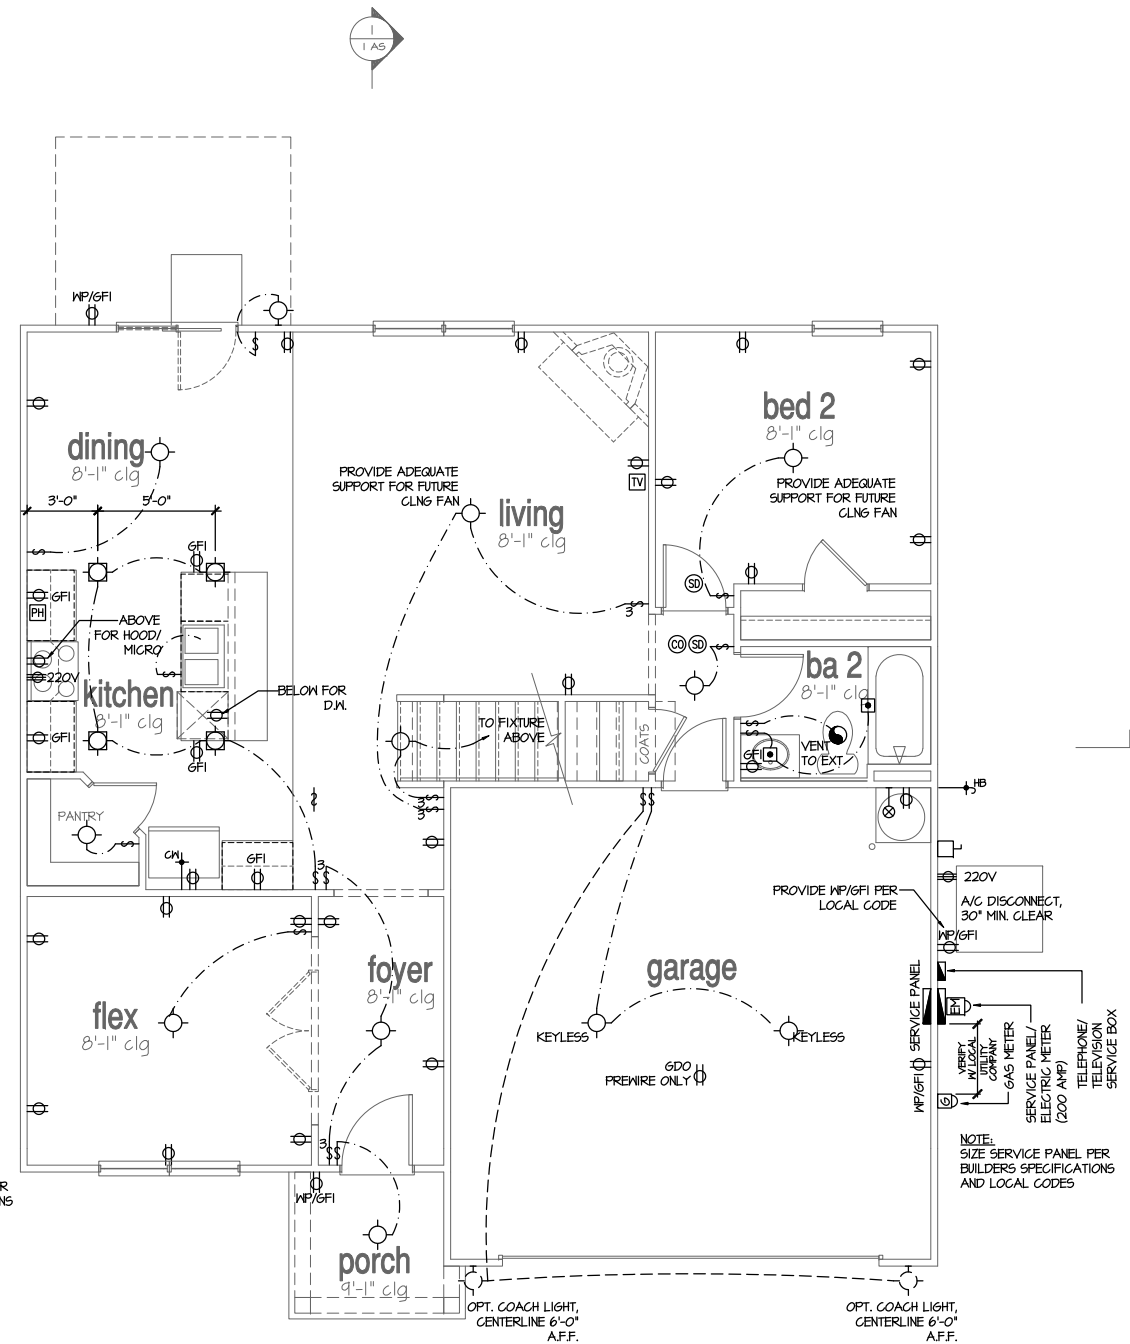 1
1 AS
WP/GFI
dining
8'-1" clg
3'-0"
5'-0"
PROVIDE ADEQUATE
SUPPORT FOR FUTURE
CLNG FAN
living
8'-1" clg
TV
bed 2
8'-1" clg
PROVIDE ADEQUATE
SUPPORT FOR FUTURE
CLNG FAN
GFI
GFI
PH
ABOVE
FOR HOOD/
MICRO
220V
kitchen
8'-1" clg
GFI
GFI
BELOW FOR
D.W.
S
S
S
S
S
3
SD
S
CO
SD
S
ba 2
8'-1" clg
S
S
GFI
VENT
TO EXT.
TO FIXTURE
ABOVE
COATS
3
S
3
S
S
S
S
HB
PANTRY
S
CW
GFI
3
S
S
220V
A/C DISCONNECT,
30" MIN. CLEAR
PROVIDE WP/GFI PER
LOCAL CODE
WP/GFI
S
flex
8'-1" clg
foyer
8'-1" clg
garage
KEYLESS
KEYLESS
GDO
PREWIRE ONLY
SERVICE PANEL
EM
WP/GFI
VERIFY
W/ LOCAL
UTILITY
COMPANY
G
GAS METER
SERVICE PANEL/
ELECTRIC METER
(200 AMP)
TELEPHONE/
TELEVISION
SERVICE BOX
NOTE:
SIZE SERVICE PANEL PER
BUILDERS SPECIFICATIONS
AND LOCAL CODES
3
S
S
R
NS
WP/GFI
porch
9'-1" clg
OPT. COACH LIGHT,
CENTERLINE 6'-0"
A.F.F.
OPT. COACH LIGHT,
CENTERLINE 6'-0"
A.F.F.